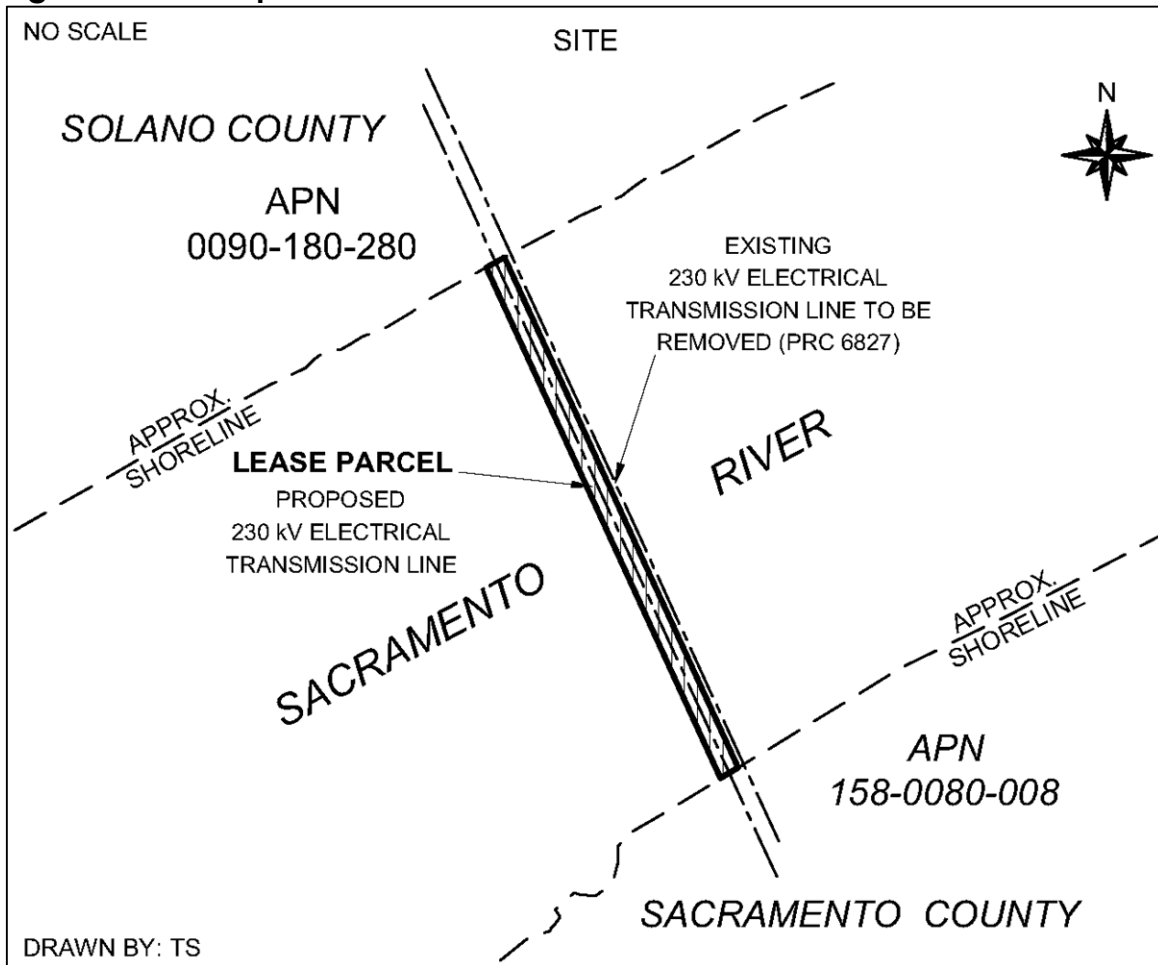 NO SCALE
SITE
SOLANO COUNTY
APN
0090-180-280
N
EXISTING
230 kV ELECTRICAL
TRANSMISSION LINE TO BE
REMOVED (PRC 6827)
APPROX.
SHORELINE
LEASE PARCEL
PROPOSED
230 kV ELECTRICAL
TRANSMISSION LINE
SACRAMENTO
RIVER
APPROX.
SHORELINE
APN
158-0080-008
SACRAMENTO COUNTY
DRAWN BY: TS